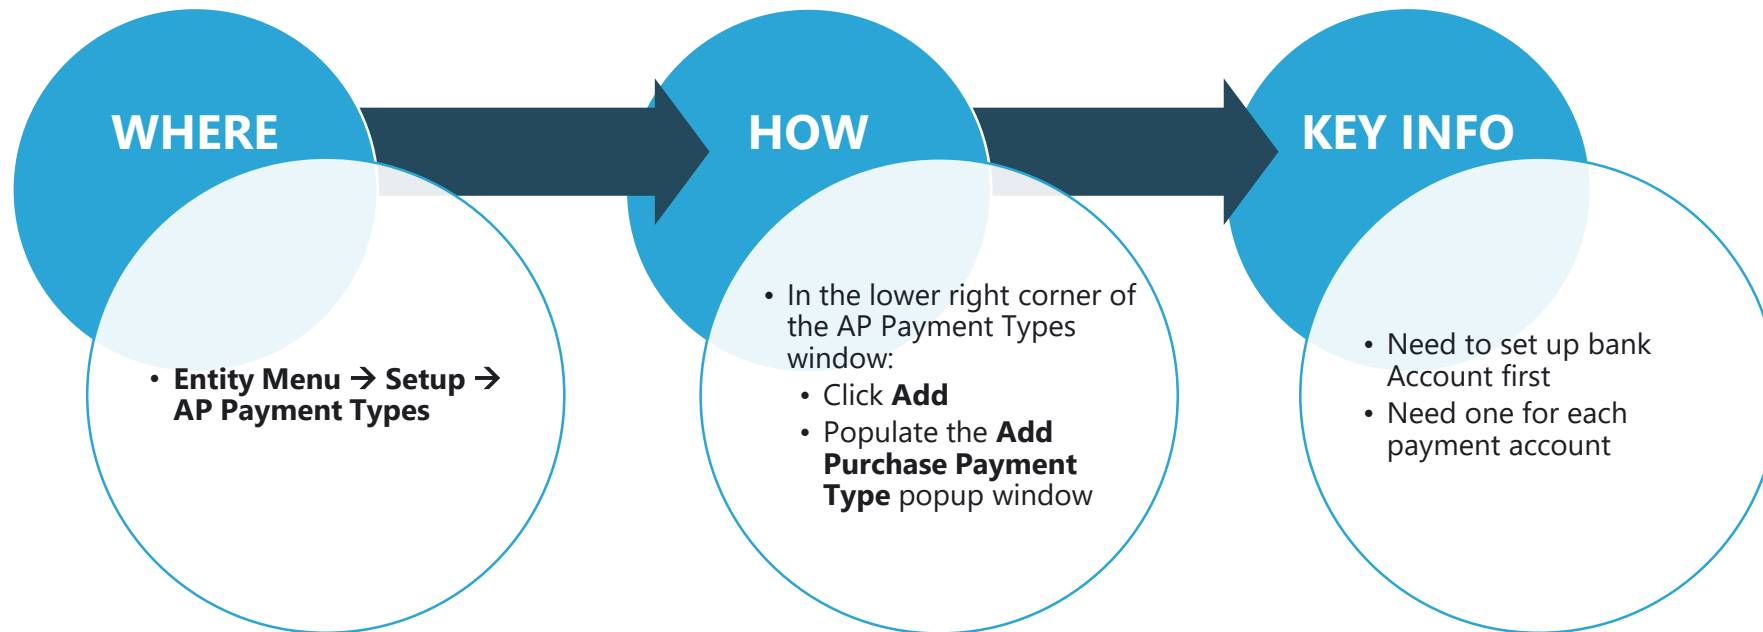 WHERE
• Entity Menu → Setup →
AP Payment Types
HOW
• In the lower right corner of
the AP Payment Types
window:
• Click Add
• Populate the Add
Purchase Payment
Type popup window
KEY INFO
• Need to set up bank
Account first
• Need one for each
payment account